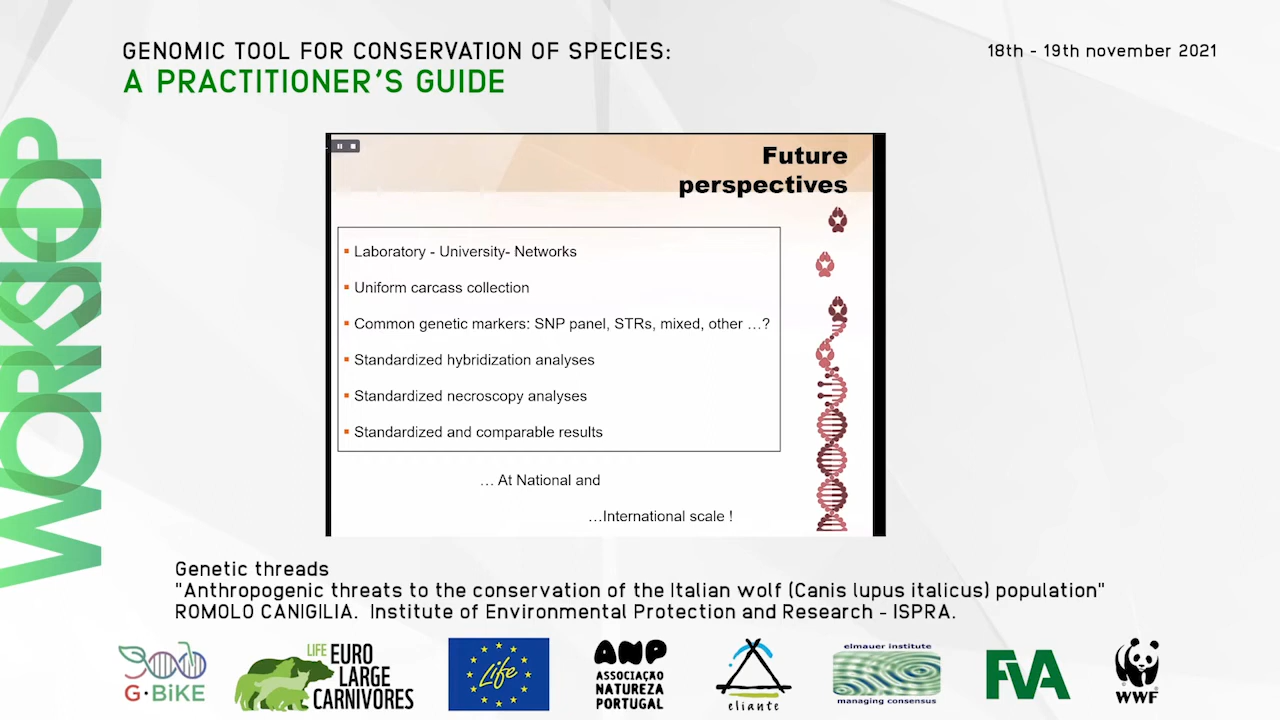 GENOMIC TOOL FOR CONSERVATION OF SPECIES:
A PRACTITIONER'S GUIDE
18th - 19th november 2021
WORKSHOP
Future
perspectives
Laboratory - University- Networks
Uniform carcass collection
Common genetic markers: SNP panel, STRs, mixed, other …?
Standardized hybridization analyses
Standardized necroscopy analyses
Standardized and comparable results
… At National and
…International scale !
Genetic threads
"Anthropogenic threats to the conservation of the Italian wolf (Canis lupus italicus) population"
ROMOLO CANIGILIA. Institute of Environmental Protection and Research - ISPRA.
G·BiKE
LIFE EURO
LARGE
CARNIVORES
Life
ANP
ASSOCIAÇÃO
NATUREZA
PORTUGAL
eliante
elmauer institute
managing consensus
FVA
WWF